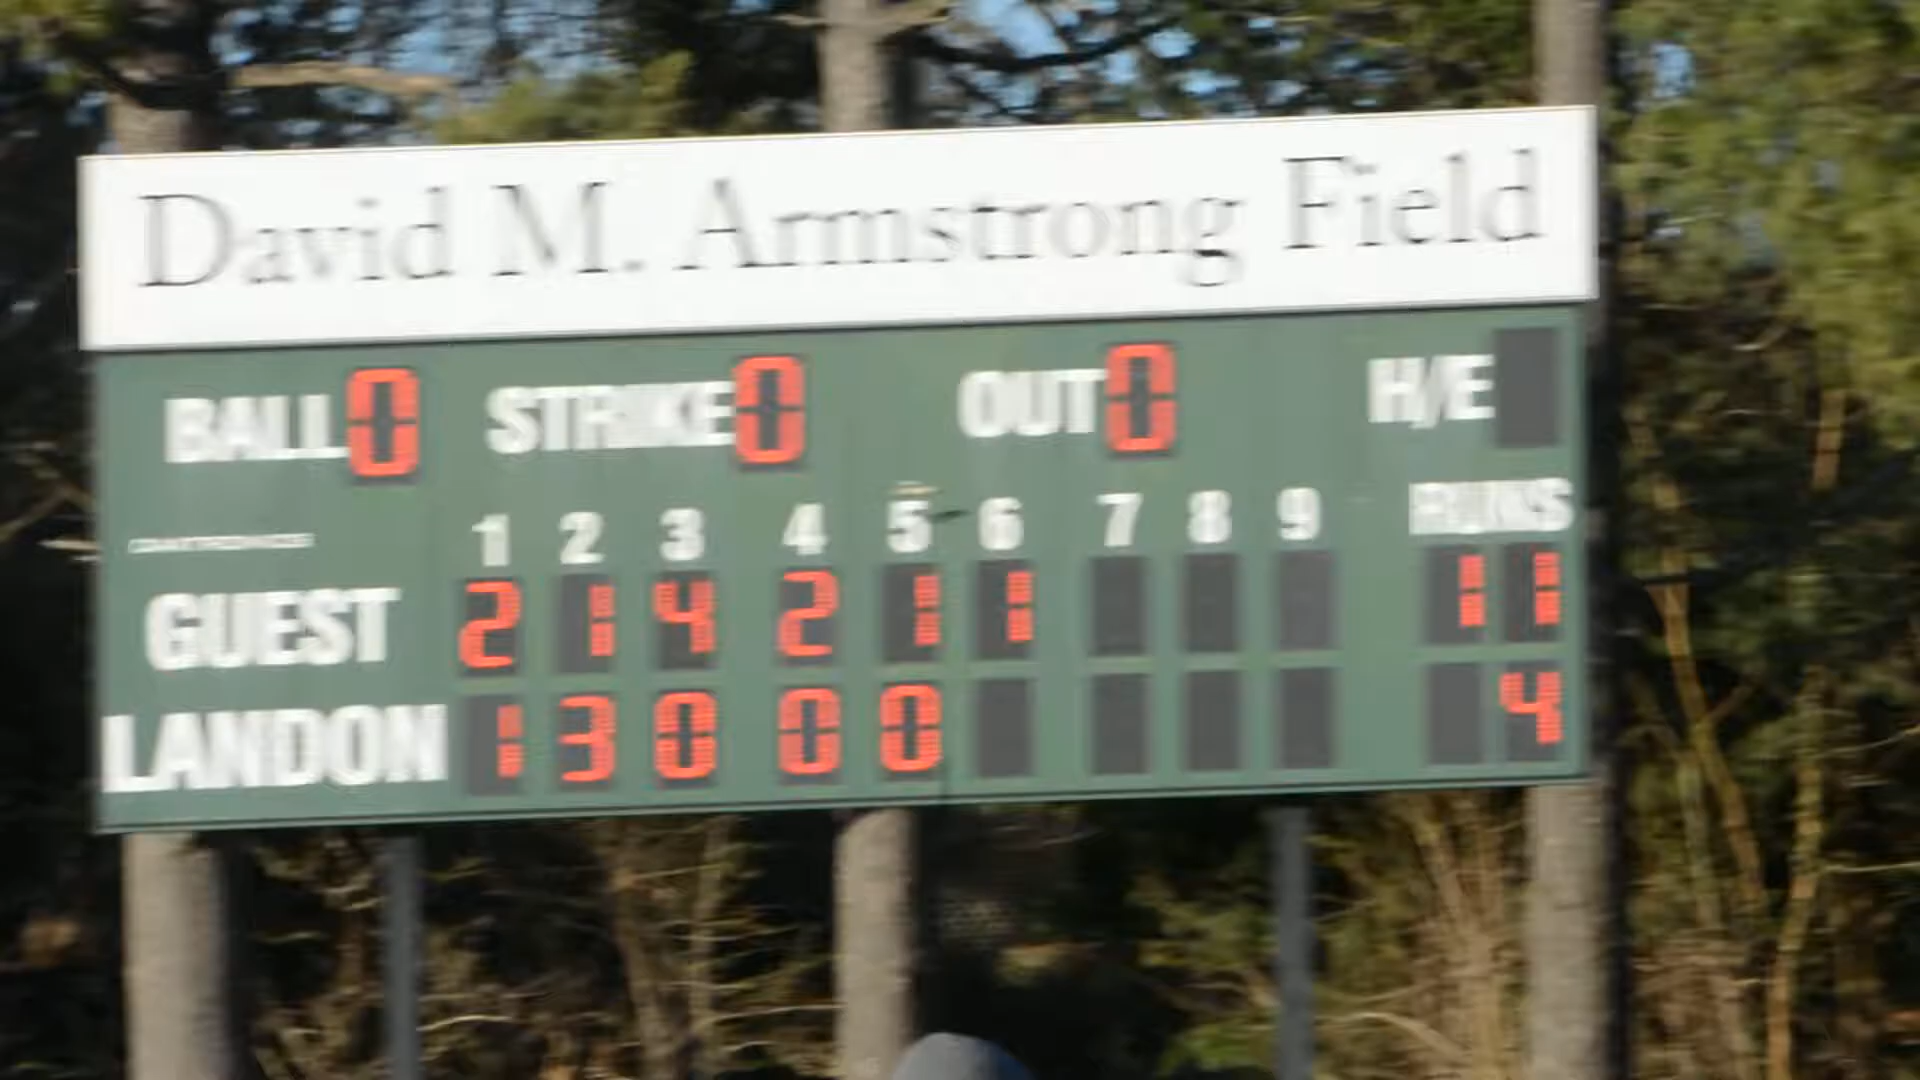 David M. Armstrong Field
BALL 0 STRIKE 0 OUT 0 H/E
1 2 3 4 5 6 7 8 9 RUNS
GUEST 2 1 4 2 1 1 11
LANDON 1 3 0 0 0 4